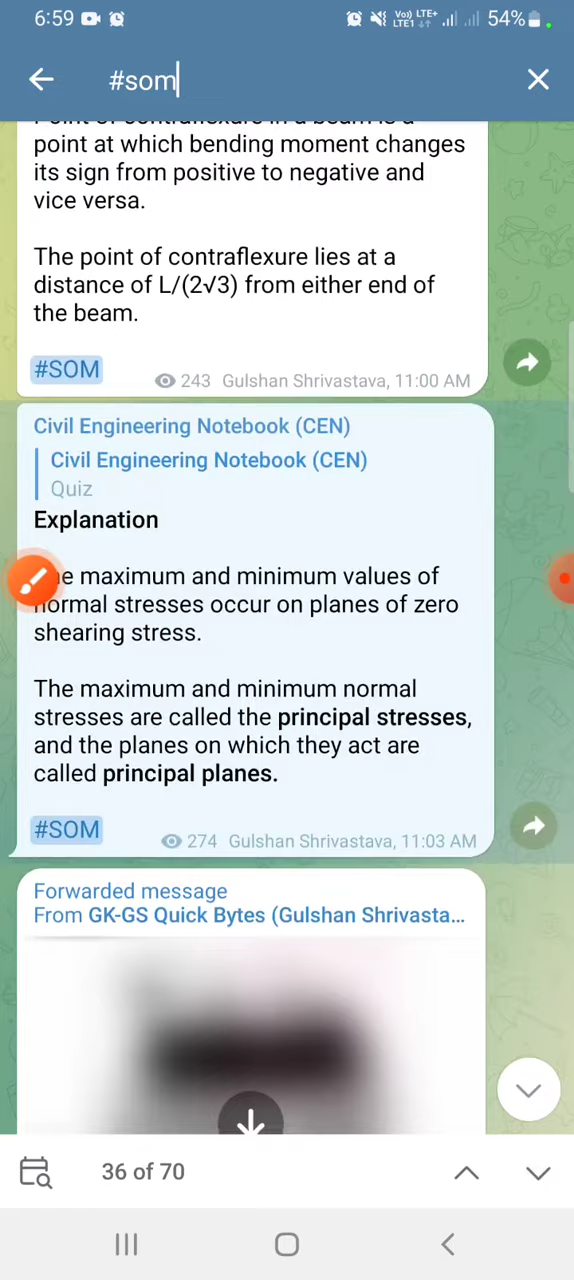 6:59
Vo)) LTE+
LTE1
54%
#som
point at which bending moment changes
its sign from positive to negative and
vice versa.
The point of contraflexure lies at a
distance of L/(2√3) from either end of
the beam.
#SOM
243 Gulshan Shrivastava, 11:00 AM
Civil Engineering Notebook (CEN)
Civil Engineering Notebook (CEN)
Quiz
Explanation
maximum and minimum values of
normal stresses occur on planes of zero
shearing stress.
The maximum and minimum normal
stresses are called the principal stresses,
and the planes on which they act are
called principal planes.
#SOM
274 Gulshan Shrivastava, 11:03 AM
Forwarded message
From GK-GS Quick Bytes (Gulshan Shrivasta...
36 of 70